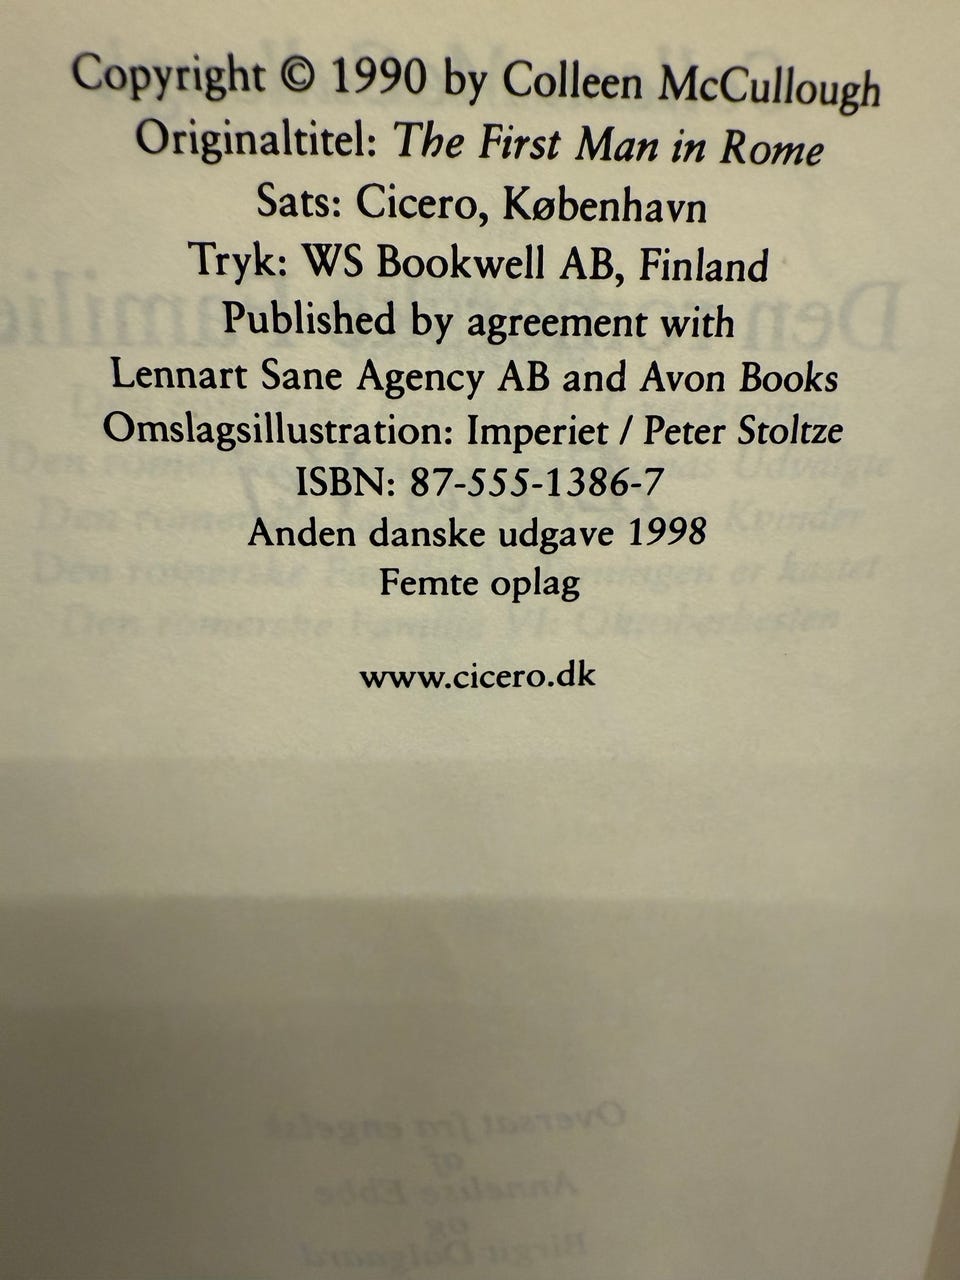 Copyright © 1990 by Colleen McCullough
Originaltitel: The First Man in Rome
Sats: Cicero, København
Tryk: WS Bookwell AB, Finland
Published by agreement with
Lennart Sane Agency AB and Avon Books
Omslagsillustration: Imperiet / Peter Stoltze
ISBN: 87-555-1386-7
Anden danske udgave 1998
Femte oplag
www.cicero.dk